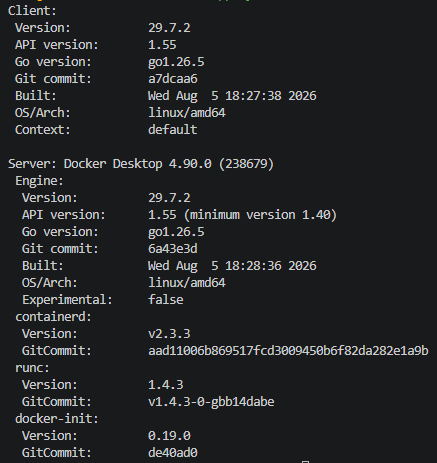 Client:
 Version:           29.7.2
 API version:       1.55
 Go version:        go1.26.5
 Git commit:        a7dcaa6
 Built:             Wed Aug  5 18:27:38 2026
 OS/Arch:           linux/amd64
 Context:           default

Server: Docker Desktop 4.90.0 (238679)
 Engine:
  Version:          29.7.2
  API version:      1.55 (minimum version 1.40)
  Go version:       go1.26.5
  Git commit:       6a43e3d
  Built:            Wed Aug  5 18:28:36 2026
  OS/Arch:          linux/amd64
  Experimental:     false
 containerd:
  Version:          v2.3.3
  GitCommit:        aad11006b869517fcd3009450b6f82da282e1a9b
 runc:
  Version:          1.4.3
  GitCommit:        v1.4.3-0-gbb14dabe
 docker-init:
  Version:          0.19.0
  GitCommit:        de40ad0